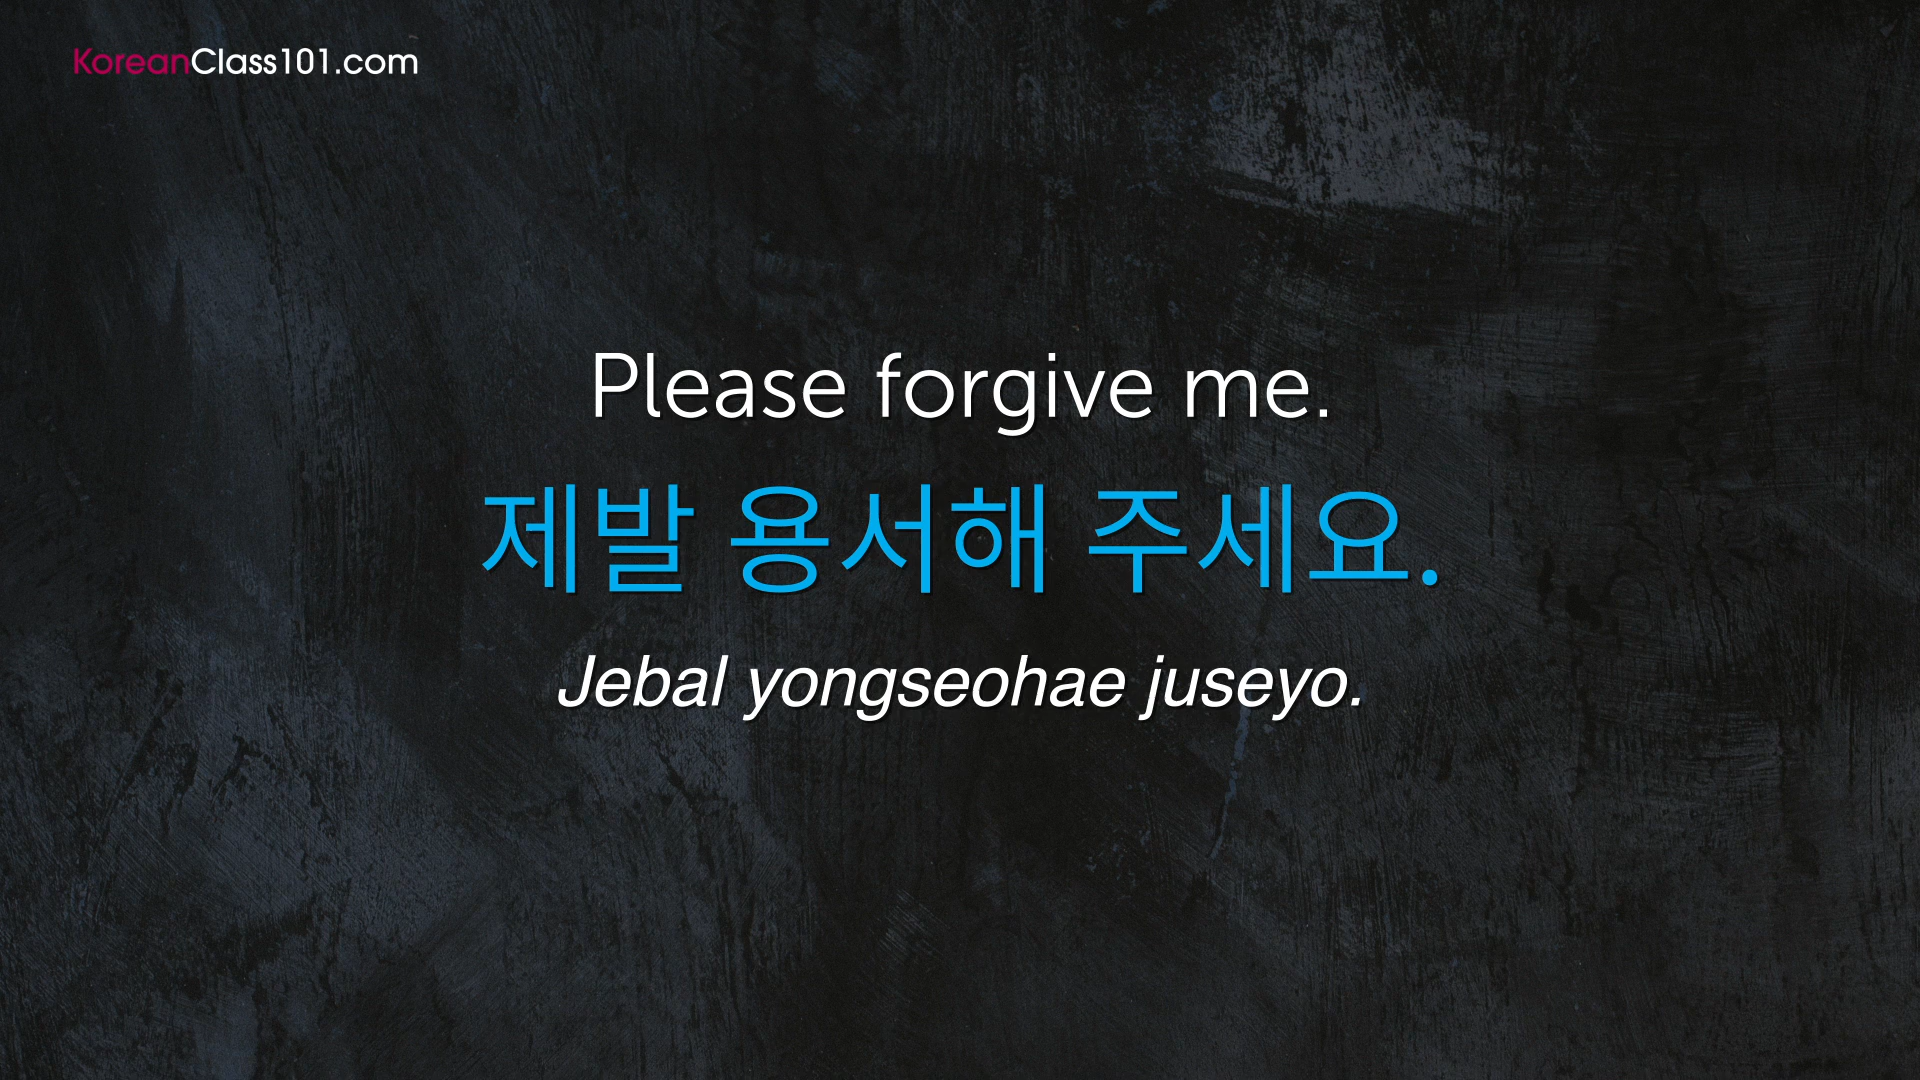 KoreanClass101.com
Please forgive me.
제발 용서해 주세요.
Jebal yongseohae juseyo.